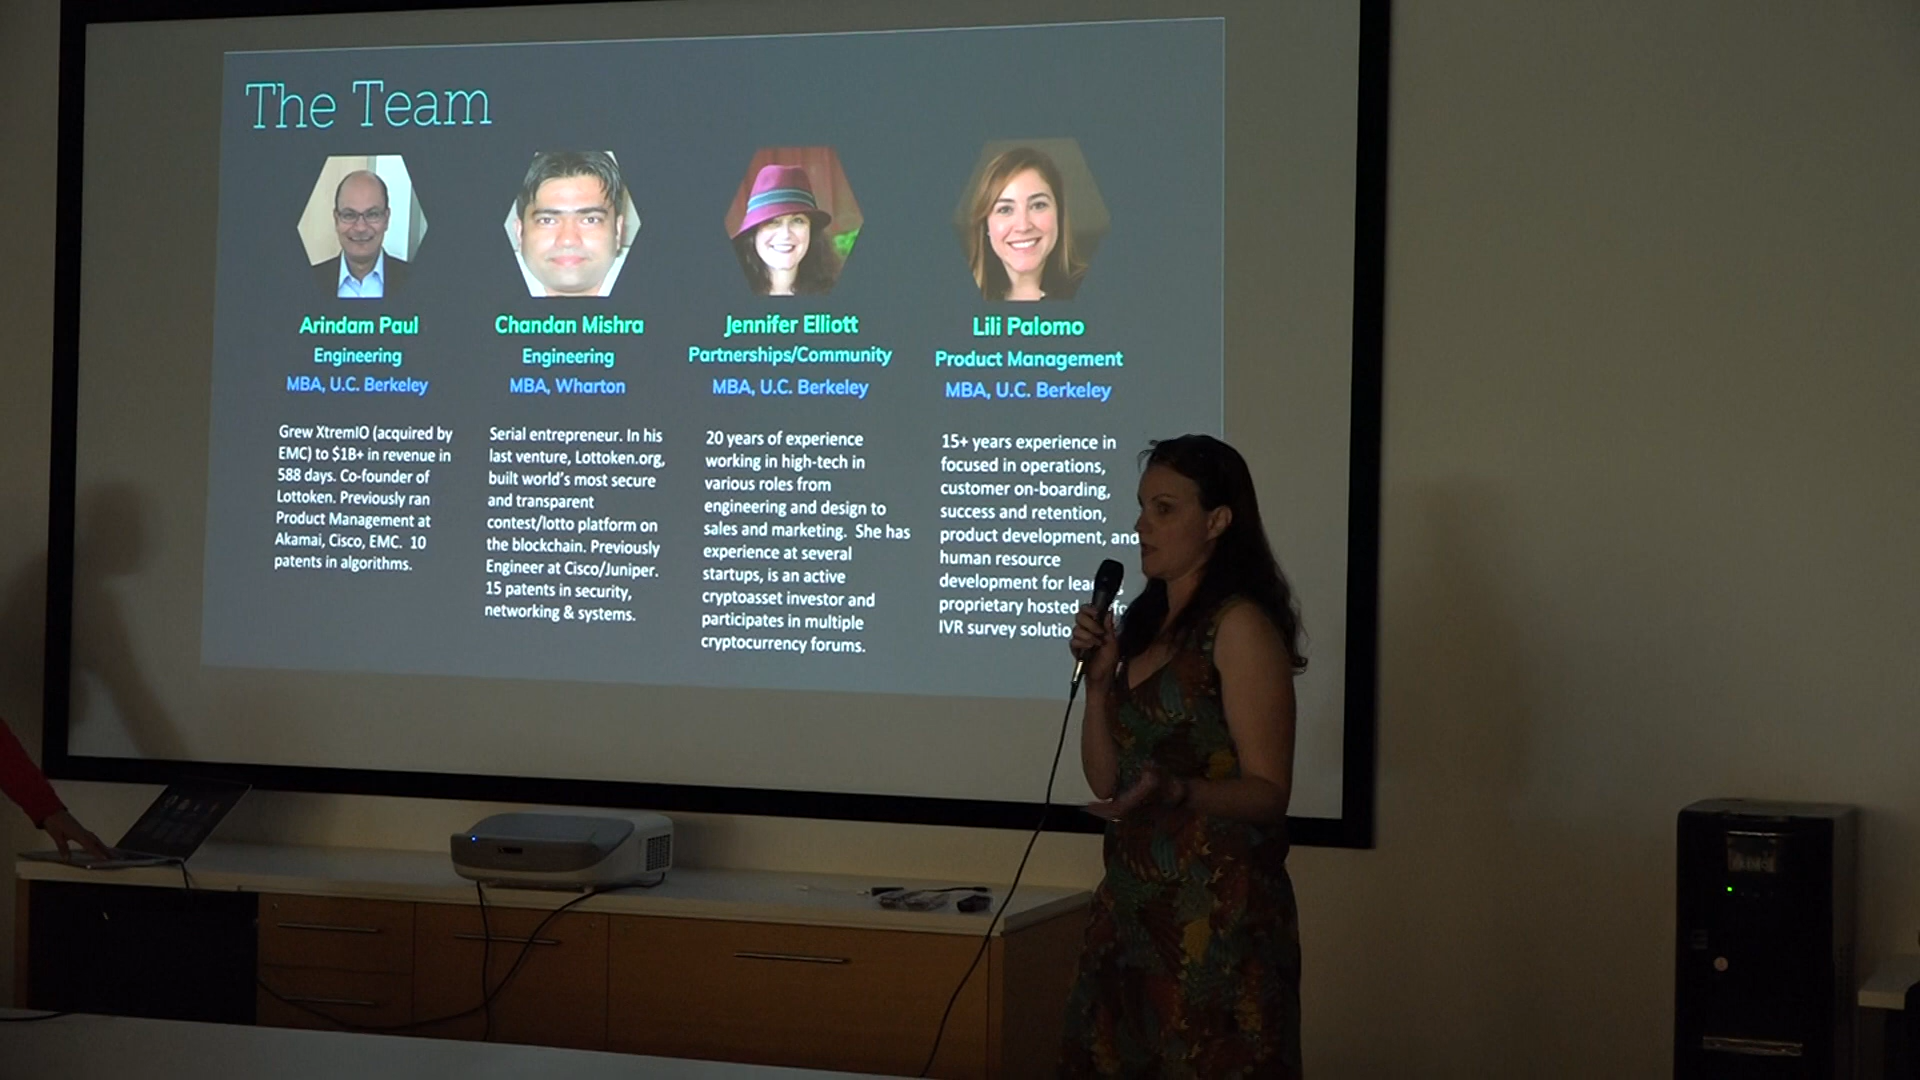 The Team
Arindam Paul
Engineering
MBA, U.C. Berkeley
Grew XtremIO (acquired by
EMC) to $1B+ in revenue in
588 days. Co-founder of
Lottoken. Previously ran
Product Management at
Akamai, Cisco, EMC. 10
patents in algorithms.
Chandan Mishra
Engineering
MBA, Wharton
Serial entrepreneur. In his
last venture, Lottoken.org,
built world's most secure
and transparent
contest/lotto platform on
the blockchain. Previously
Engineer at Cisco/Juniper.
15 patents in security,
networking & systems.
Jennifer Elliott
Partnerships/Community
MBA, U.C. Berkeley
20 years of experience
working in high-tech in
various roles from
engineering and design to
sales and marketing. She has
experience at several
startups, is an active
cryptoasset investor and
participates in multiple
cryptocurrency forums.
Lili Palomo
Product Management
MBA, U.C. Berkeley
15+ years experience in
focused in operations,
customer on-boarding,
success and retention,
product development, and
human resource
development for
proprietary hosted
IVR survey